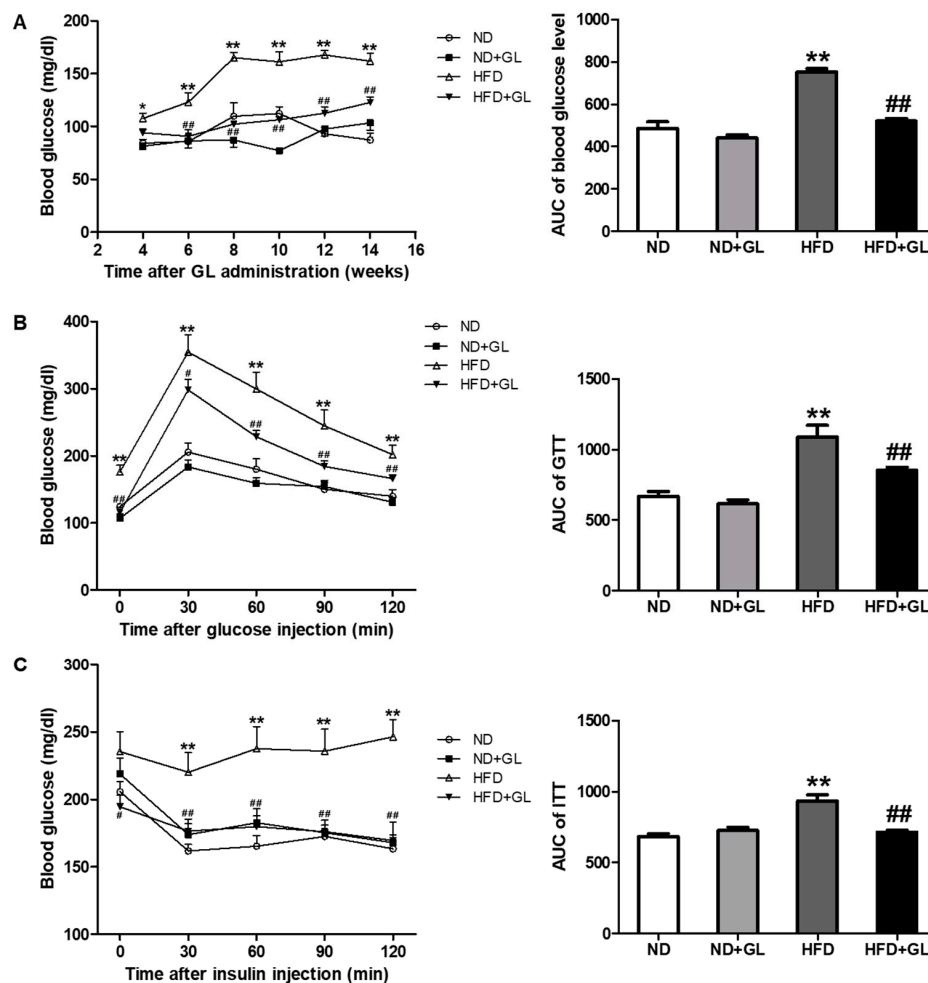 A
Blood glucose (mg/dl)
200
150
100
50
0
*
**
**
**
**
**
##
##
##
##
##
2
4
6
8
10
12
14
16
Time after GL administration (weeks)
ND
ND+GL
HFD
HFD+GL
AUC of blood glucose level
1000
800
600
400
200
0
**
##
ND
ND+GL
HFD
HFD+GL
B
Blood glucose (mg/dl)
400
300
200
100
0
**
**
**
**
**
##
#
##
##
##
0
30
60
90
120
Time after glucose injection (min)
ND
ND+GL
HFD
HFD+GL
AUC of GTT
1500
1000
500
0
**
##
ND
ND+GL
HFD
HFD+GL
C
Blood glucose (mg/dl)
300
250
200
150
100
**
**
**
**
#
##
##
##
##
0
30
60
90
120
Time after insulin injection (min)
ND
ND+GL
HFD
HFD+GL
AUC of ITT
1500
1000
500
0
**
##
ND
ND+GL
HFD
HFD+GL